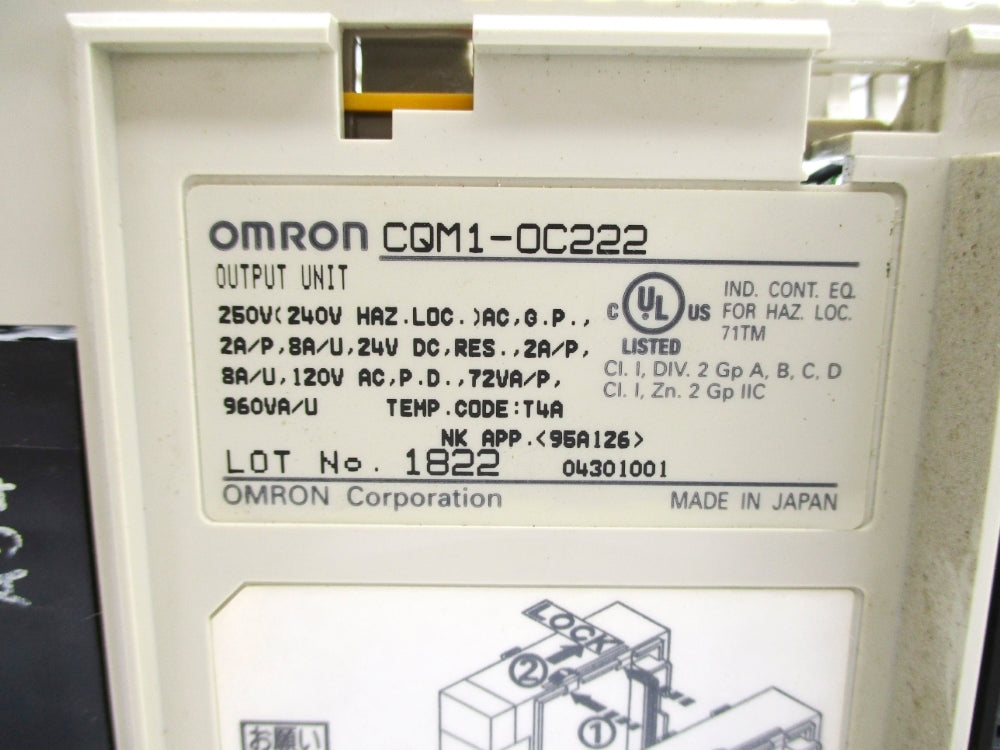 OMRON CQM1-OC222
OUTPUT UNIT
250V(240V HAZ.LOC.)AC,G.P.,
2A/P,8A/U,24V DC,RES.,2A/P,
8A/U,120V AC,P.D.,72VA/P,
960VA/U TEMP.CODE:T4A
NK APP.<95A126>
C UL US
LISTED
IND. CONT. EQ.
FOR HAZ. LOC.
71TM
Cl. I, DIV. 2 Gp A, B, C, D
Cl. I, Zn. 2 Gp IIC
LOT No. 1822 04301001
OMRON Corporation MADE IN JAPAN
LOCK
②
①
お願い